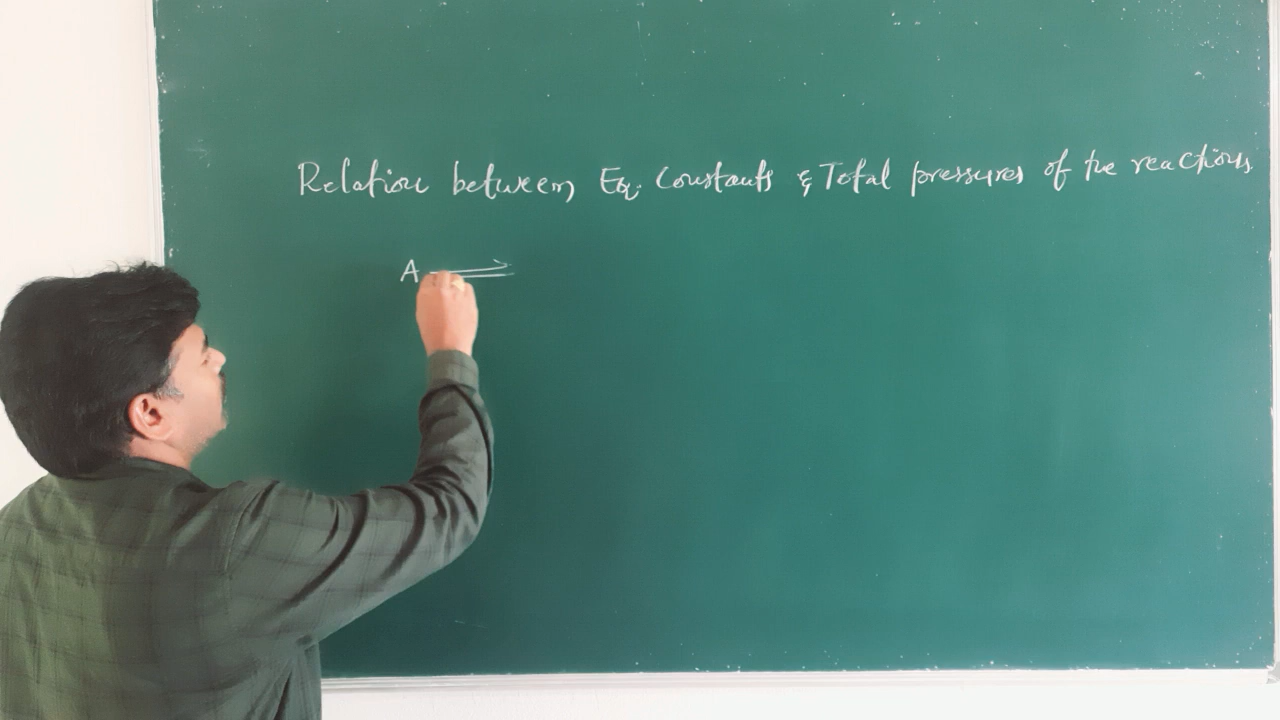 Relation between Eq. Constants & Total pressures of the reactions
A ⇌